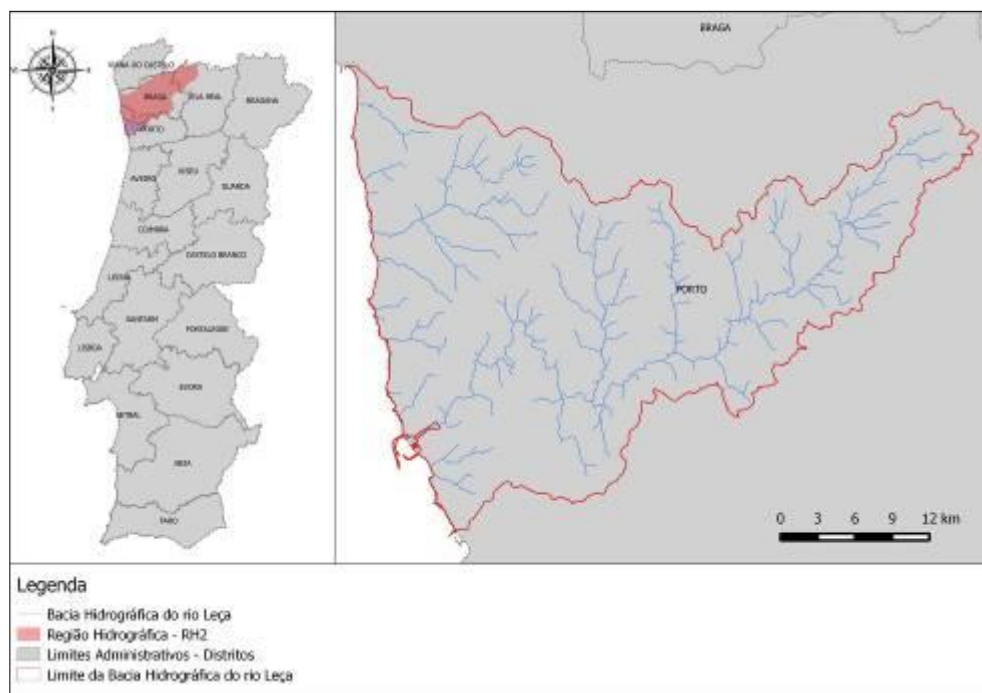 N
VIANA DO CASTELO
BRAGA
VILA REAL
BRAGANÇA
PORTO
AVEIRO
VISEU
GUARDA
COIMBRA
CASTELO BRANCO
LEIRIA
SANTARÉM
PORTALEGRE
LISBOA
ÉVORA
SETÚBAL
BEJA
FARO
BRAGA
PORTO
0 3 6 9 12 km
Legenda
Bacia Hidrográfica do rio Leça
Região Hidrográfica - RH2
Limites Administrativos - Distritos
Limite da Bacia Hidrográfica do rio Leça